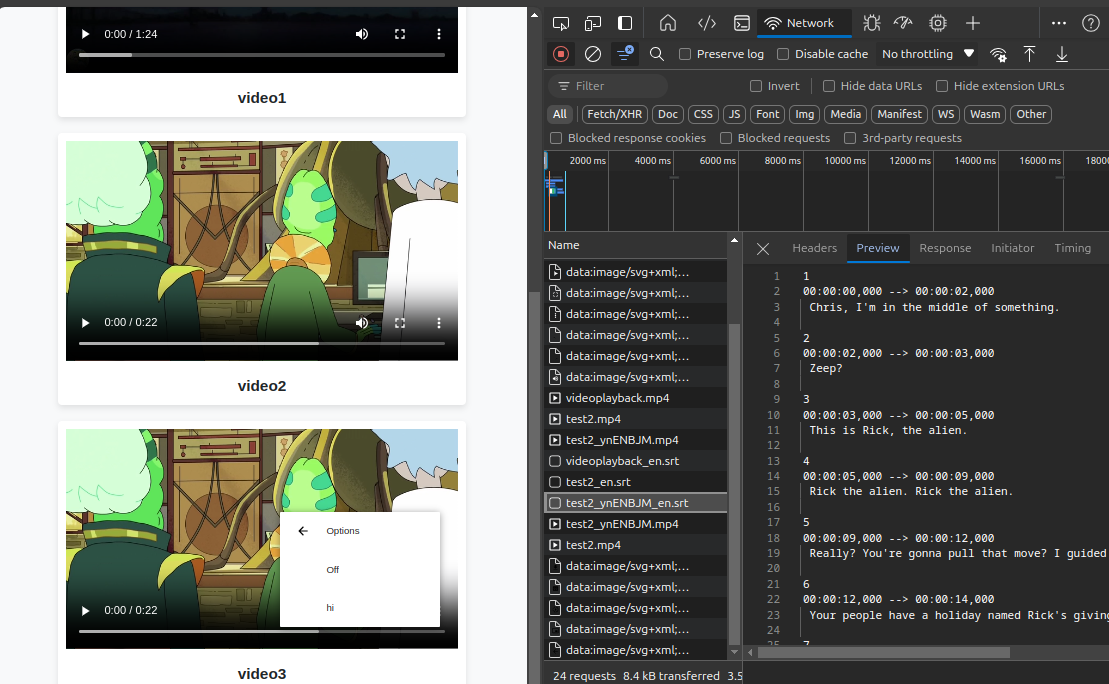 0:00 / 1:24
video1
0:00 / 0:22
video2
Options
Off
hi
0:00 / 0:22
video3
Network
Preserve log
Disable cache
No throttling
Filter
Invert
Hide data URLs
Hide extension URLs
All
Fetch/XHR
Doc
CSS
JS
Font
Img
Media
Manifest
WS
Wasm
Other
Blocked response cookies
Blocked requests
3rd-party requests
2000 ms
4000 ms
6000 ms
8000 ms
10000 ms
12000 ms
14000 ms
16000 ms
1800
Name
data:image/svg+xml;...
data:image/svg+xml;...
data:image/svg+xml;...
data:image/svg+xml;...
data:image/svg+xml;...
data:image/svg+xml;...
videoplayback.mp4
test2.mp4
test2_ynENBJM.mp4
videoplayback_en.srt
test2_en.srt
test2_ynENBJM_en.srt
test2_ynENBJM.mp4
test2.mp4
data:image/svg+xml;...
data:image/svg+xml;...
data:image/svg+xml;...
data:image/svg+xml;...
data:image/svg+xml;...
24 requests 8.4 kB transferred 3.5
Headers
Preview
Response
Initiator
Timing
1 1
2 00:00:00,000 --> 00:00:02,000
3 Chris, I'm in the middle of something.
4
5 2
6 00:00:02,000 --> 00:00:03,000
7 Zeep?
8
9 3
10 00:00:03,000 --> 00:00:05,000
11 This is Rick, the alien.
12
13 4
14 00:00:05,000 --> 00:00:09,000
15 Rick the alien. Rick the alien.
16
17 5
18 00:00:09,000 --> 00:00:12,000
19 Really? You're gonna pull that move? I guided
20
21 6
22 00:00:12,000 --> 00:00:14,000
23 Your people have a holiday named Rick's giving
24
25 7